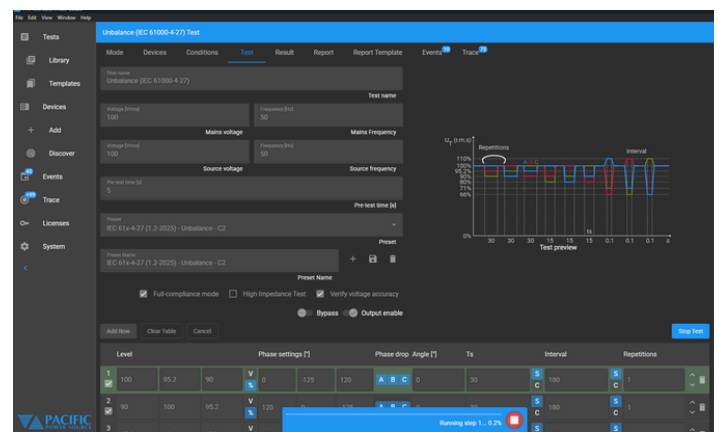 File Edit View Window Help
Tests
Library
Templates
Devices
Add
Discover
Events
Trace
+99
Licenses
System
PACIFIC
POWER SOURCE
Unbalance (IEC 61000-4-27) Test
Mode Devices Conditions Test Result Report Report Template Events Trace
Test name
Unbalance (IEC 61000-4-27)
Test name
Voltage [Vrms] Frequency [Hz]
100 50
Mains voltage Mains Frequency
Voltage [Vrms] Frequency [Hz]
100 50
Source voltage Source frequency
Pre-test time [s]
5
Pre-test time [s]
Preset
IEC 61x-4-27 (1.2-2025) - Unbalance - C2
Preset
Preset Name
IEC 61x-4-27 (1.2-2025) - Unbalance - C2
Preset Name
Full-compliance mode High Impedance Test Verify voltage accuracy
Bypass Output enable
UT (r.m.s)
Repetitions
A B C
Interval
110%
100%
95.2%
90%
80%
71%
66%
0%
ts
30 30 30 15 15 15 0.1 0.1 0.1 s
Test preview
Add Row Clear Table Cancel Stop Test
Level Phase settings [°] Phase drop Angle [°] Ts Interval Repetitions
1 100 95.2 90 V % 0 -125 120 A B C 0 30 S C 180 S C 1
2 90 100 95.2 V % 120 S C 180 S C 1
3 V S S
Running step 1... 0.2%